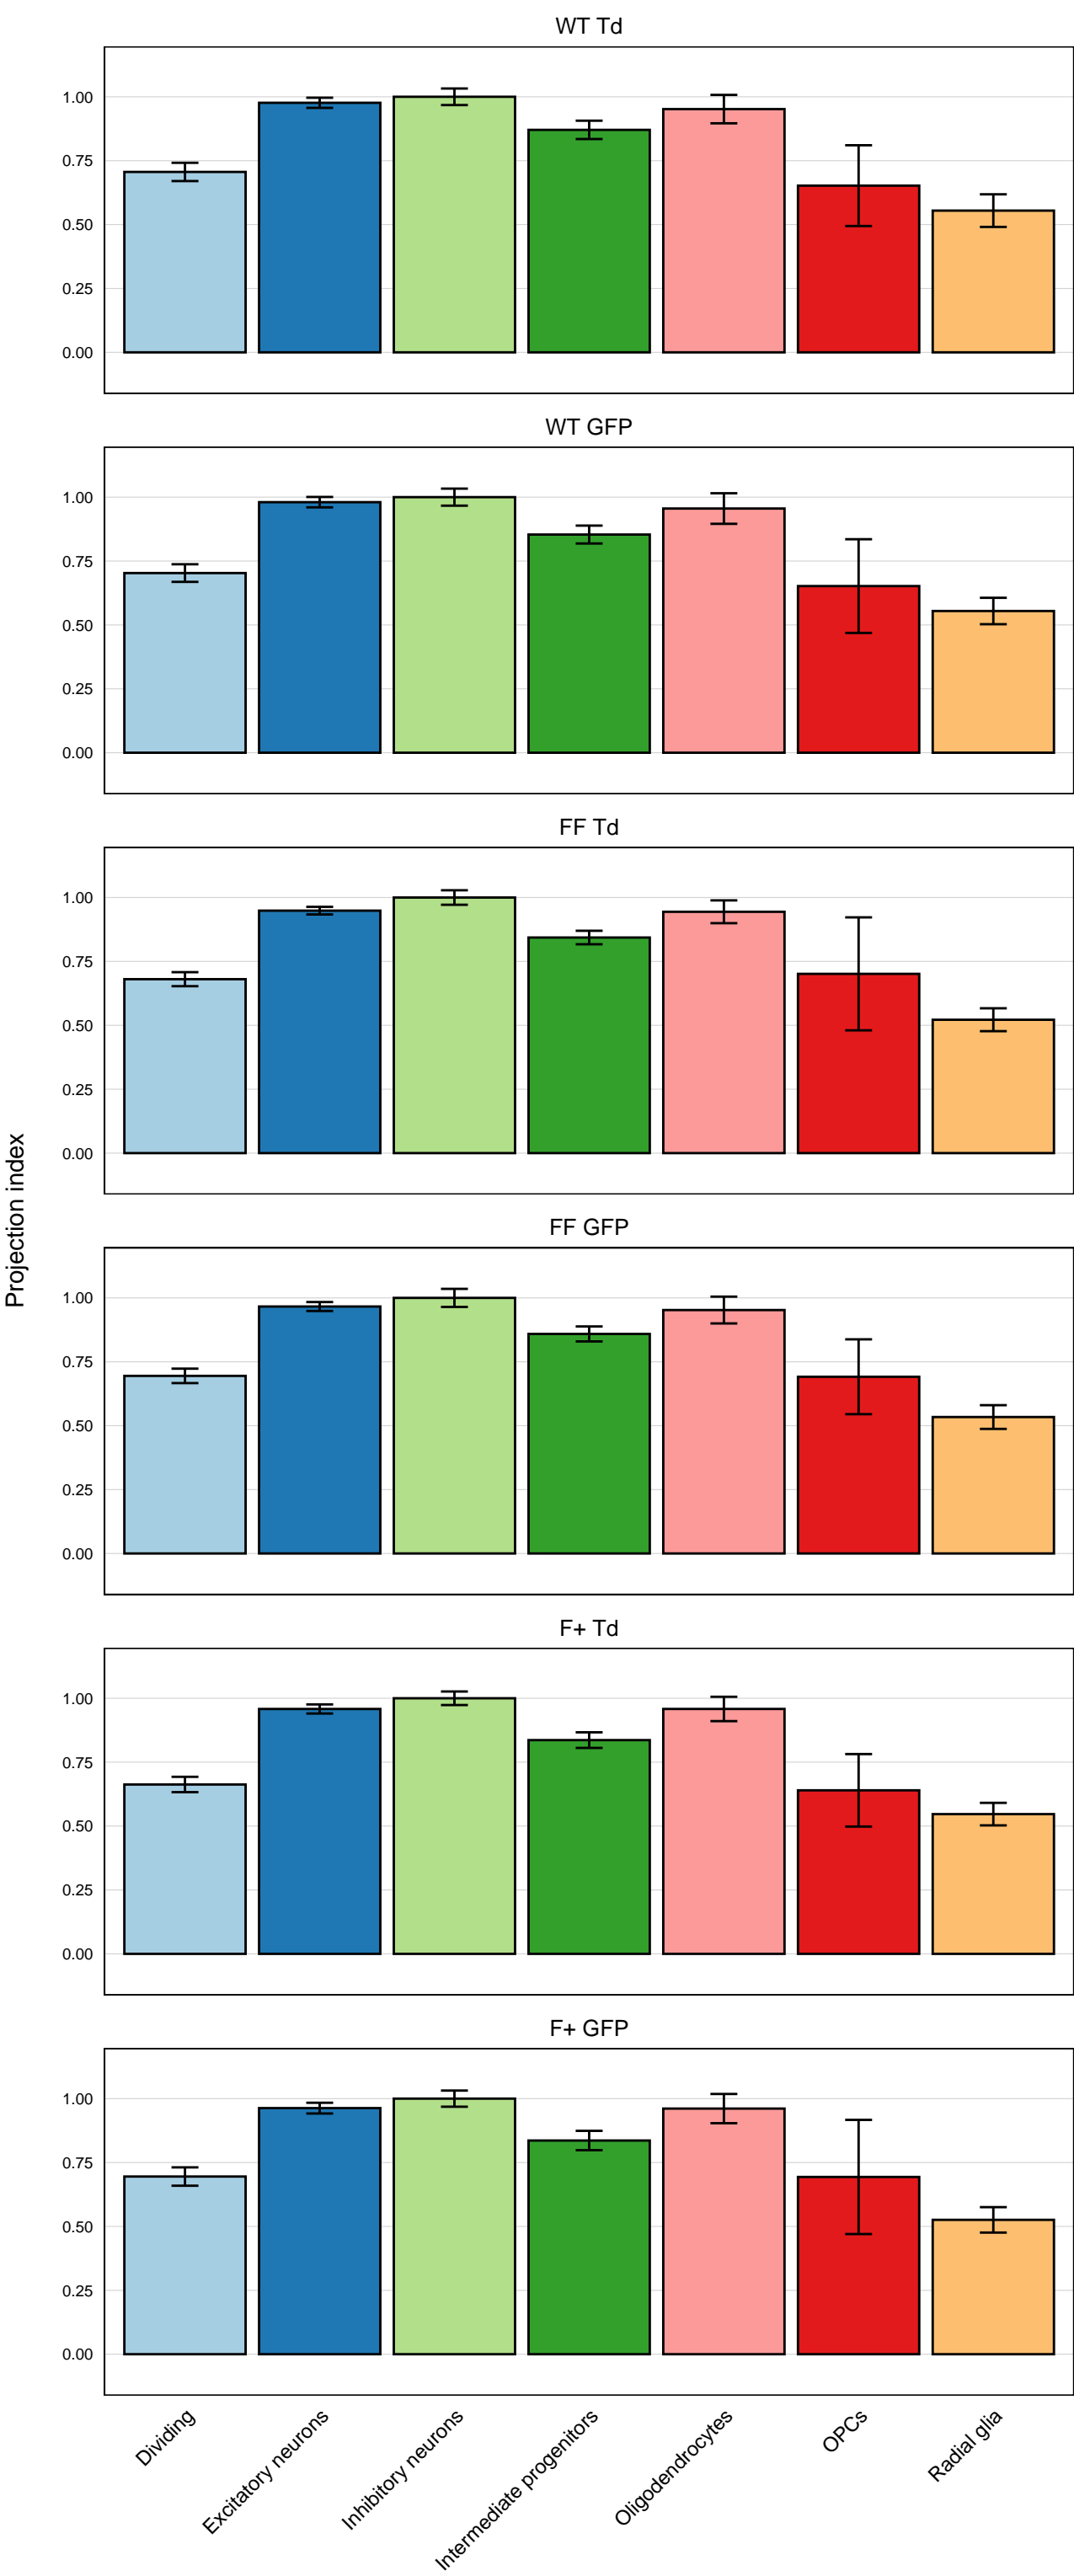 WT Td
1.00
0.75
0.50
0.25
0.00
WT GFP
1.00
0.75
0.50
0.25
0.00
FF Td
1.00
0.75
0.50
0.25
0.00
Projection index
FF GFP
1.00
0.75
0.50
0.25
0.00
F+ Td
1.00
0.75
0.50
0.25
0.00
F+ GFP
1.00
0.75
0.50
0.25
0.00
Dividing
Excitatory neurons
Inhibitory neurons
Intermediate progenitors
Oligodendrocytes
OPCs
Radial glia